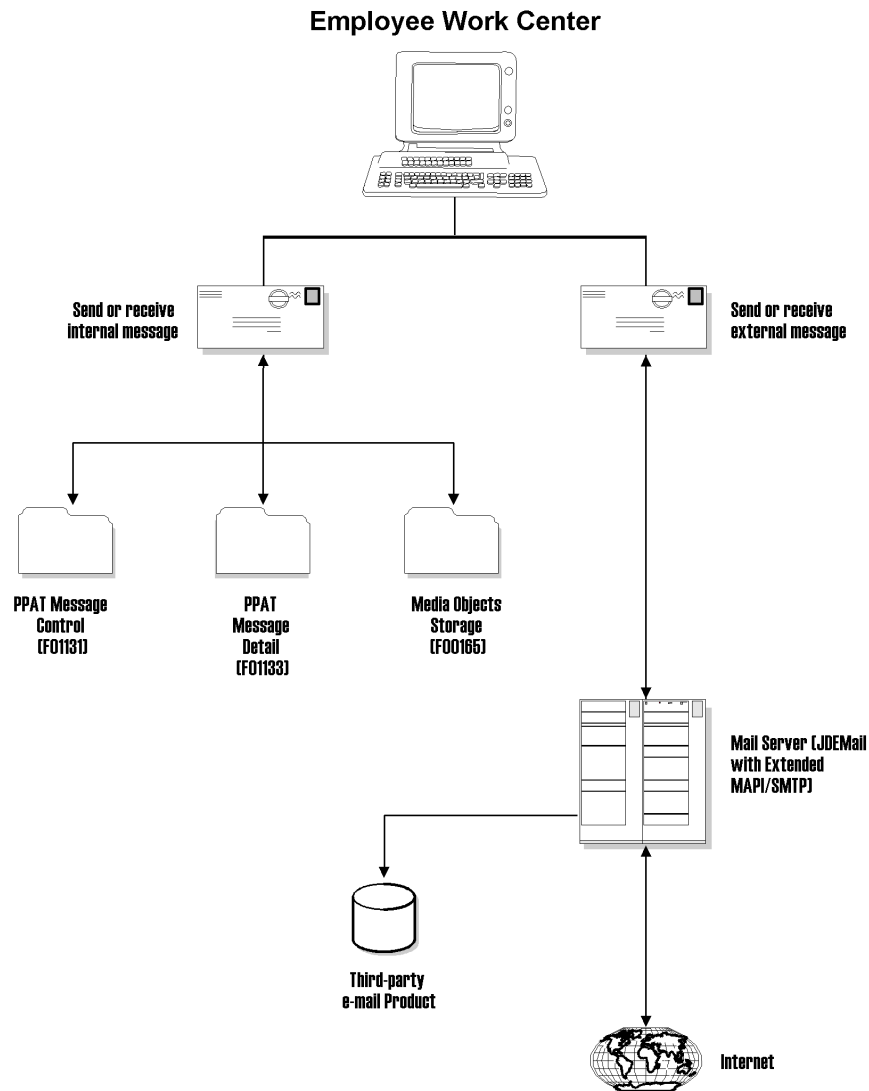 Employee Work Center
Send or receive
internal message
Send or receive
external message
PPAT Message
Control
(F01131)
PPAT
Message
Detail
(F01133)
Media Objects
Storage
(F00165)
Mail Server (JDEMail
with Extended
MAPI/SMTP)
Third-party
e-mail Product
Internet